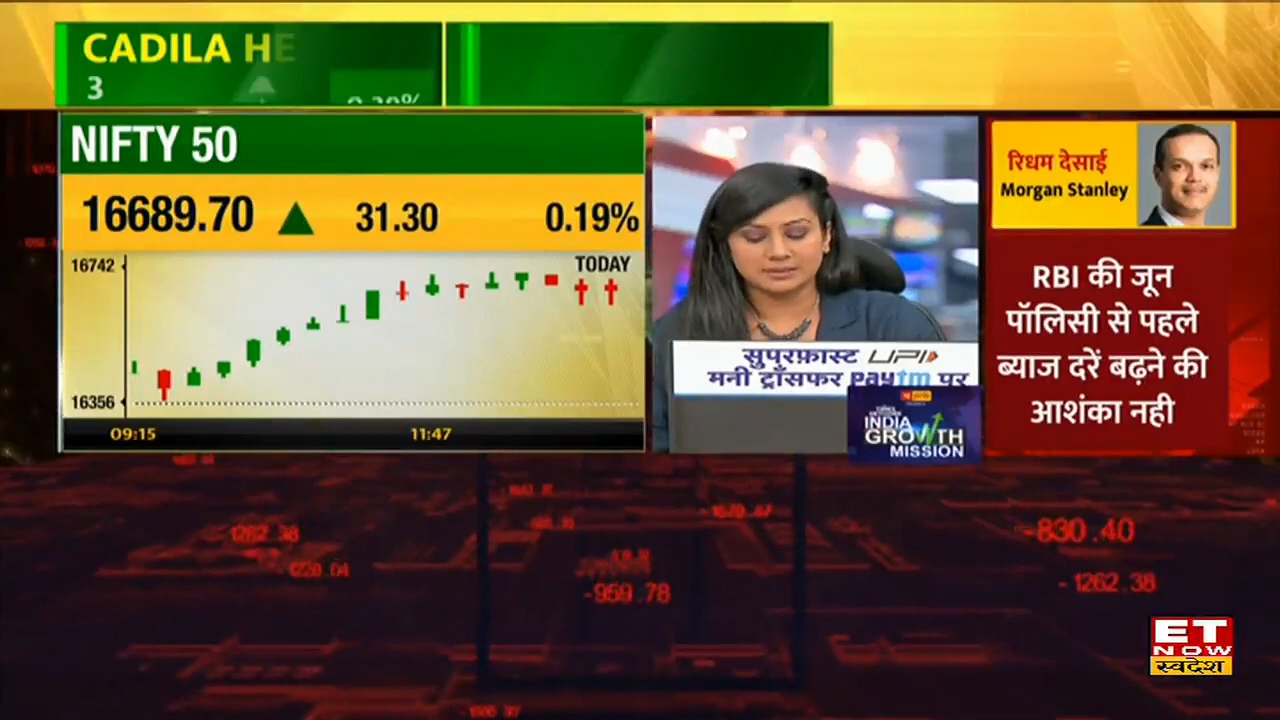 CADILA HE
3
NIFTY 50
16689.70 ▲ 31.30 0.19%
16742
TODAY
16356
09:15
11:47
सुपरफ़ास्ट UPI
मनी ट्राँसफर paytm पर
INDIA
GROWTH
MISSION
रिधम देसाई
Morgan Stanley
RBI की जून
पॉलिसी से पहले
ब्याज दरें बढ़ने की
आशंका नही
-1262.38
-959.78
-830.40
-1262.38
ET
NOW
स्वदेश